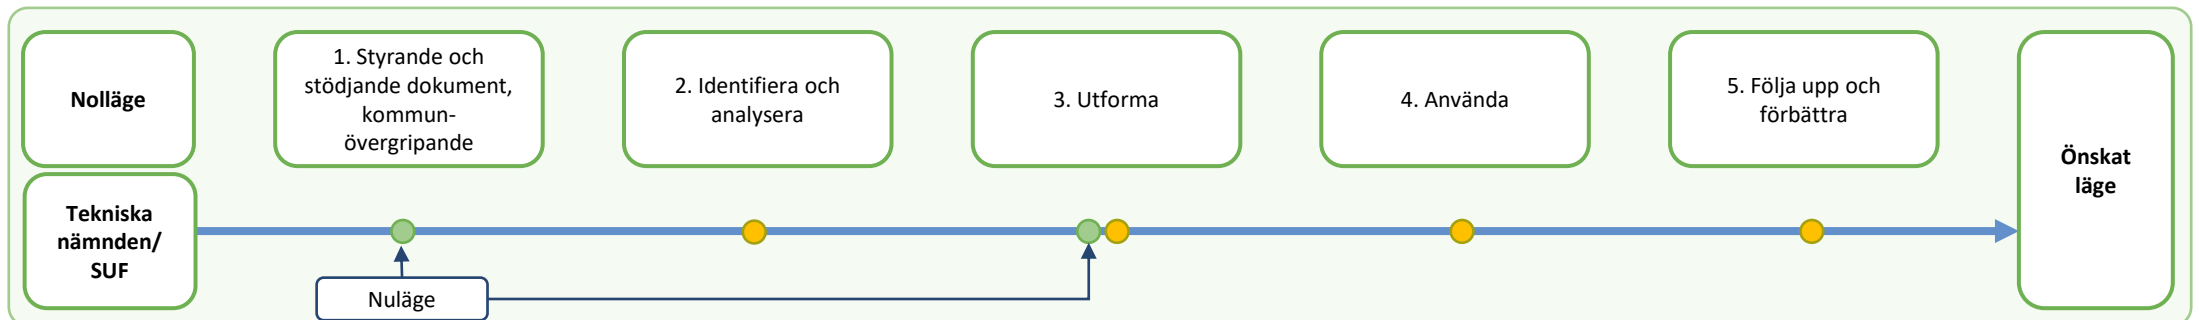 Nolläge
1. Styrande och
stödjande dokument,
kommun-
övergripande
2. Identifiera och
analysera
3. Utforma
4. Använda
5. Följa upp och
förbättra
Önskat
läge
Tekniska
nämnden/
SUF
Nuläge